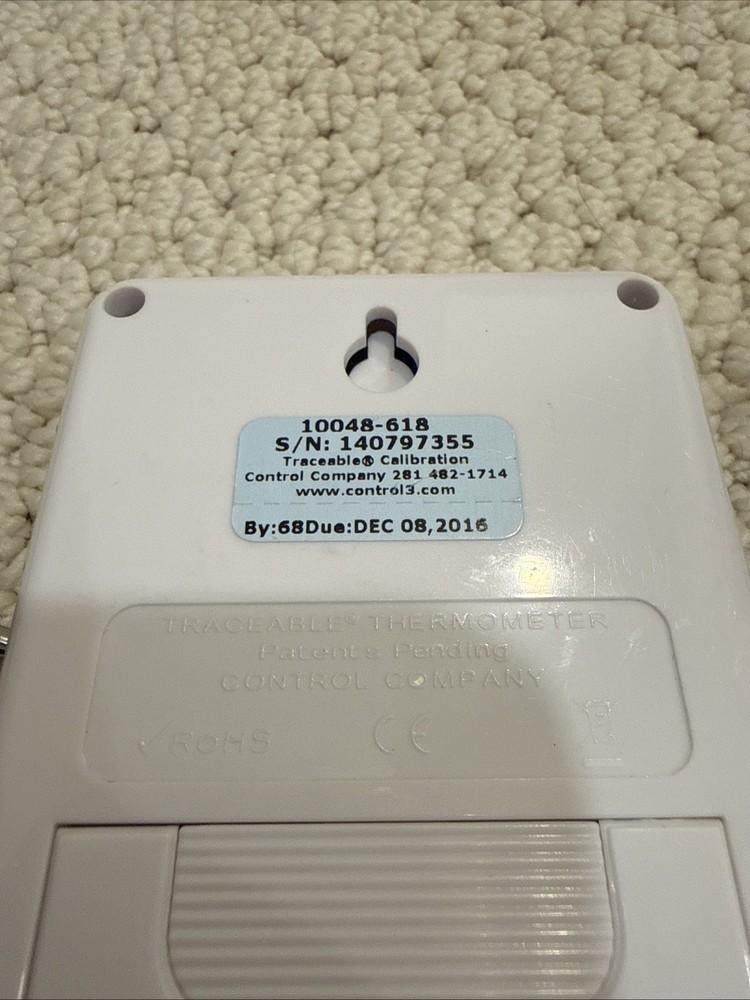 10048-618
S/N: 140797355
Traceable® Calibration
Control Company 281 482-1714
www.control3.com
By:68Due:DEC 08,2016
TRACEABLE® THERMOMETER
Patents Pending
CONTROL COMPANY
✓RoHS CE